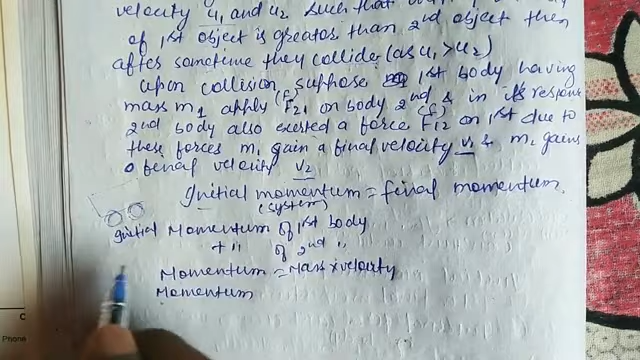 velocity u1 and u2 such that
of 1st object is greater than 2nd object then
after sometime they collide (as u1 > u2)
upon collision suppose 1st body having
mass m1 apply (f) F21 on body 2nd & in its respons
2nd body also exerted a force (f) F12 on 1st due to
these forces m1 gain a final velocity v1 & m2 gains
a final velocity v2
Initial momentum = final momentum.
(system)
Initial Momentum of 1st body
+ " of 2nd "
Momentum = Mass x velocity
Momentum
C
Phone